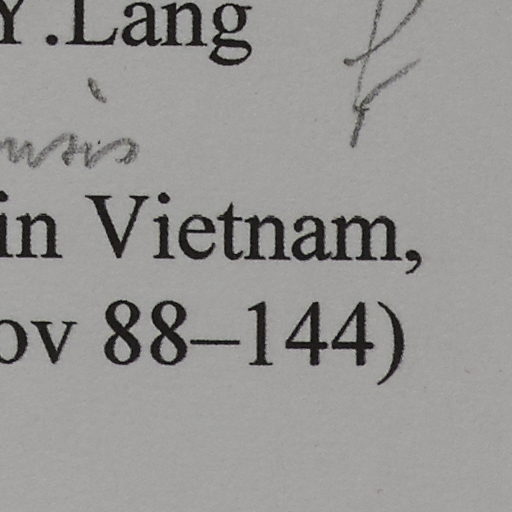 Y.Lang
in Vietnam,
ov 88–144)